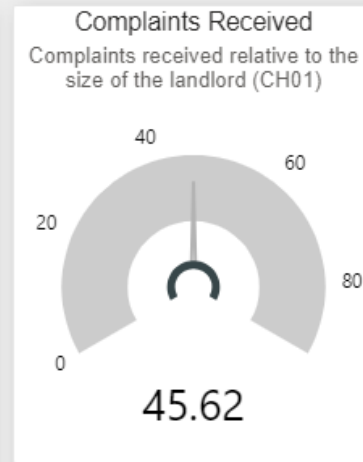 Complaints Received
Complaints received relative to the
size of the landlord (CH01)
40
60
20
80
0
45.62